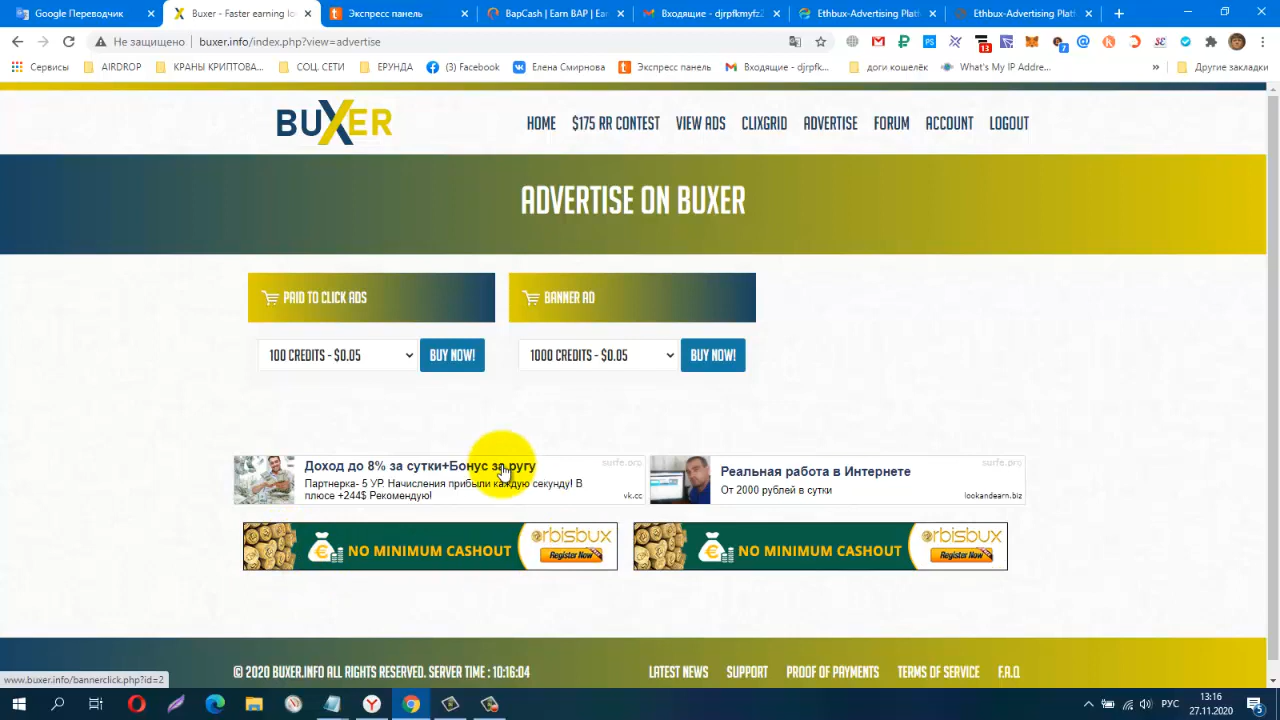 Google Переводчик
Buxer - Faster earning lo
Экспресс панель
BapCash | Earn BAP | Ear
Входящие - djrpfkmyfz
Ethbux-Advertising Platf
Ethbux-Advertising Platf
Не защищено
buxer.info/index.php?view=advertise
Сервисы
AIRDROP
КРАНЫ КРИПТОВА...
СОЦ. СЕТИ
ЕРУНДА
(3) Facebook
Елена Смирнова
Экспресс панель
Входящие - djrpfk...
доги кошелёк
What's My IP Addre...
»
Другие закладки
BUXER
HOME
$175 RR CONTEST
VIEW ADS
CLIXGRID
ADVERTISE
FORUM
ACCOUNT
LOGOUT
ADVERTISE ON BUXER
PAID TO CLICK ADS
BANNER AD
100 CREDITS - $0.05
BUY NOW!
1000 CREDITS - $0.05
BUY NOW!
Доход до 8% за сутки+Бонус за ругу
surfe.pro
Партнерка- 5 УР. Начисления прибыли каждую секунду! В
плюсе +244$ Рекомендую!
vk.cc
Реальная работа в Интернете
surfe.pro
От 2000 рублей в сутки
lookandearn.biz
NO MINIMUM CASHOUT
orbisbux
Register Now
NO MINIMUM CASHOUT
orbisbux
Register Now
© 2020 BUXER.INFO ALL RIGHTS RESERVED. SERVER TIME : 10:16:04
LATEST NEWS
SUPPORT
PROOF OF PAYMENTS
TERMS OF SERVICE
F.A.Q.
www.buxer.info/bannerclick.php?id=2
РУС
13:16
27.11.2020